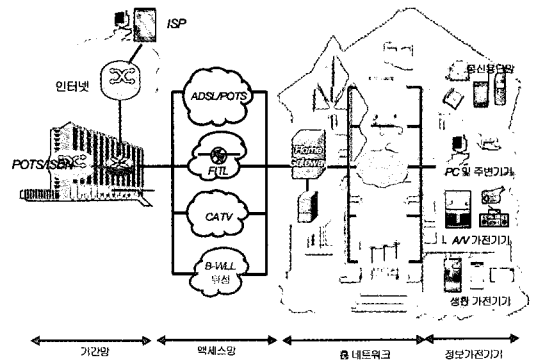 ISP
인터넷
POTS/ISDN
ADSL/POTS
FTTL
CATV
B-WLL
위성
Home
Gateway
통신용단말
PC 및 주변기기
A/V 가전기기
생활 가전기기
기간망
액세스망
홈 네트워크
정보가전기기